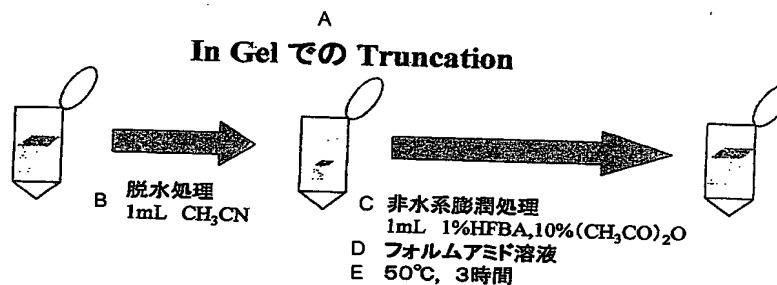 A
In Gel での Truncation
B 脱水処理
1mL CH₃CN
C 非水系膨潤処理
1mL 1%HFBA,10%(CH₃CO)₂O
D フォルムアミド溶液
E 50℃, 3時間